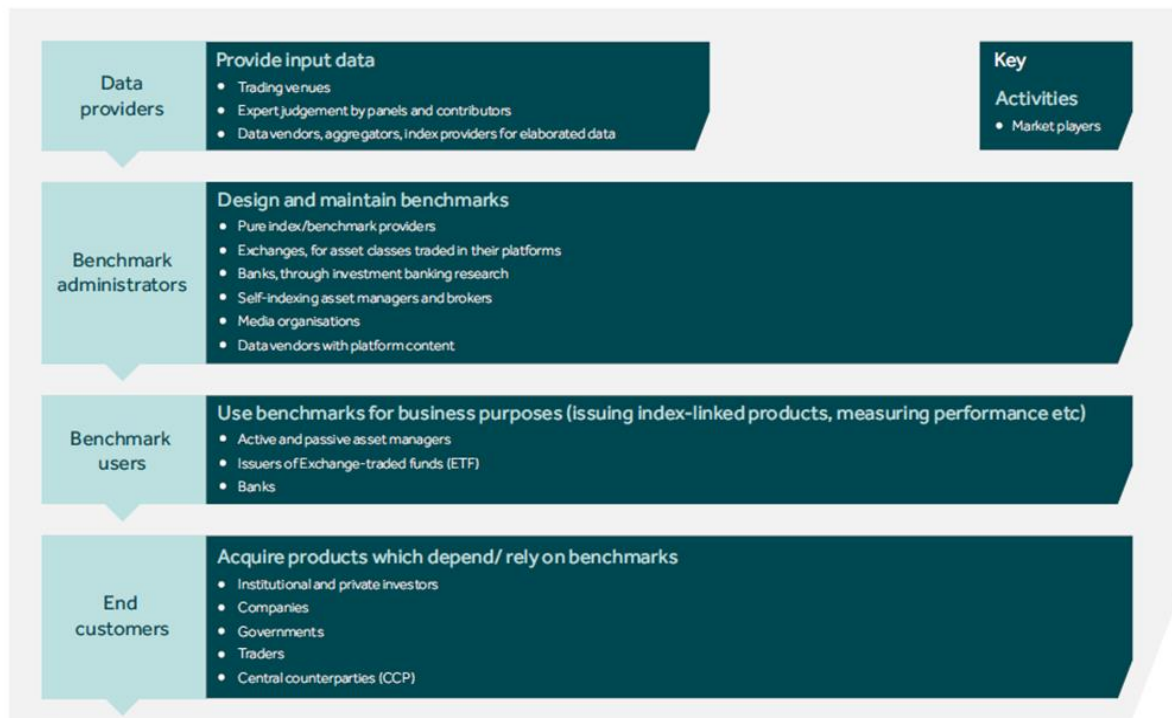 Data
providers
Provide input data
• Trading venues
• Expert judgement by panels and contributors
• Data vendors, aggregators, index providers for elaborated data
Key
Activities
• Market players
Benchmark
administrators
Design and maintain benchmarks
• Pure index/benchmark providers
• Exchanges, for asset classes traded in their platforms
• Banks, through investment banking research
• Self-indexing asset managers and brokers
• Media organisations
• Data vendors with platform content
Benchmark
users
Use benchmarks for business purposes (issuing index-linked products, measuring performance etc)
• Active and passive asset managers
• Issuers of Exchange-traded funds (ETF)
• Banks
End
customers
Acquire products which depend/ rely on benchmarks
• Institutional and private investors
• Companies
• Governments
• Traders
• Central counterparties (CCP)